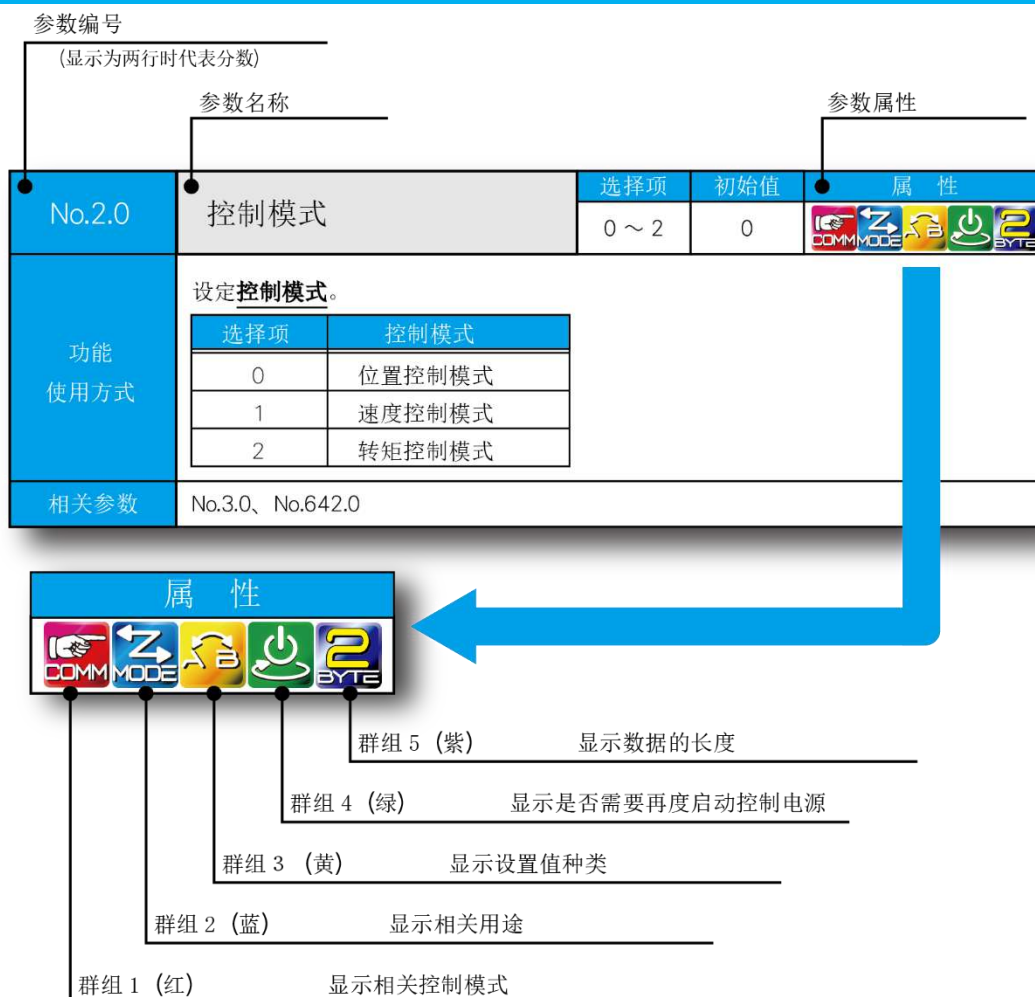 参数编号
(显示为两行时代表分数)
参数名称
参数属性
No.2.0
控制模式
选择项 初始值 属 性
0 ～ 2 0 COMM MODE A B 2 BYTE
功能
使用方式
设定控制模式。
选择项 控制模式
0 位置控制模式
1 速度控制模式
2 转矩控制模式
相关参数 No.3.0、No.642.0
属 性
COMM MODE A B 2 BYTE
群组 5 (紫) 显示数据的长度
群组 4 (绿) 显示是否需要再度启动控制电源
群组 3 (黄) 显示设置值种类
群组 2 (蓝) 显示相关用途
群组 1 (红) 显示相关控制模式